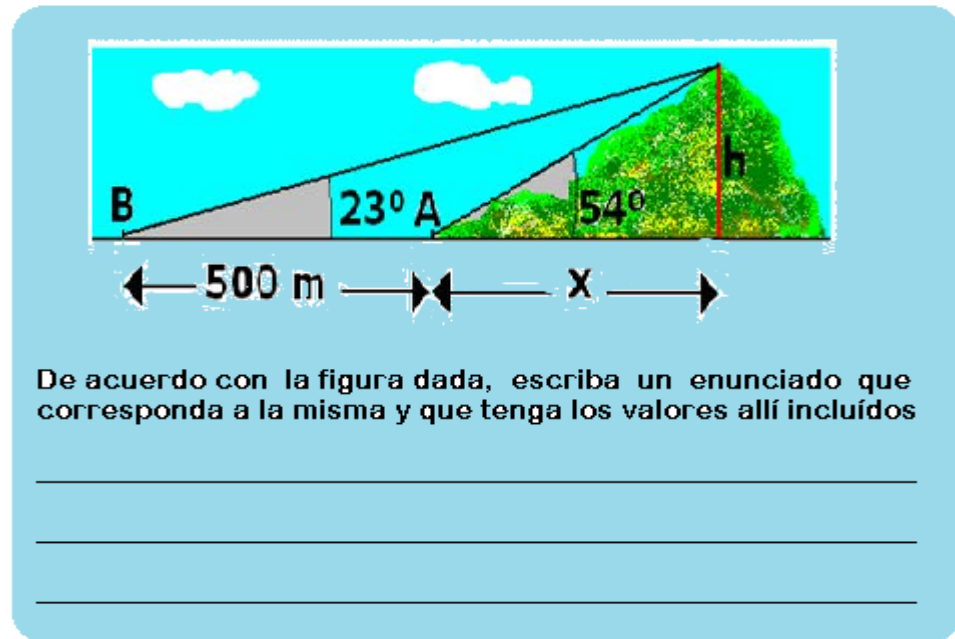 h
B 23º A 54º
500 m X
De acuerdo con la figura dada, escriba un enunciado que
corresponda a la misma y que tenga los valores allí incluídos